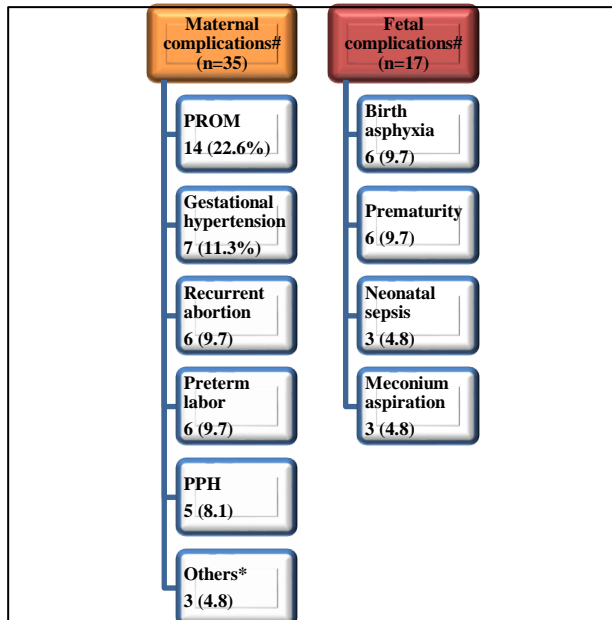 Maternal
complications#
(n=35)
PROM
14 (22.6%)
Gestational
hypertension
7 (11.3%)
Recurrent
abortion
6 (9.7)
Preterm
labor
6 (9.7)
PPH
5 (8.1)
Others*
3 (4.8)
Fetal
complications#
(n=17)
Birth
asphyxia
6 (9.7)
Prematurity
6 (9.7)
Neonatal
sepsis
3 (4.8)
Meconium
aspiration
3 (4.8)